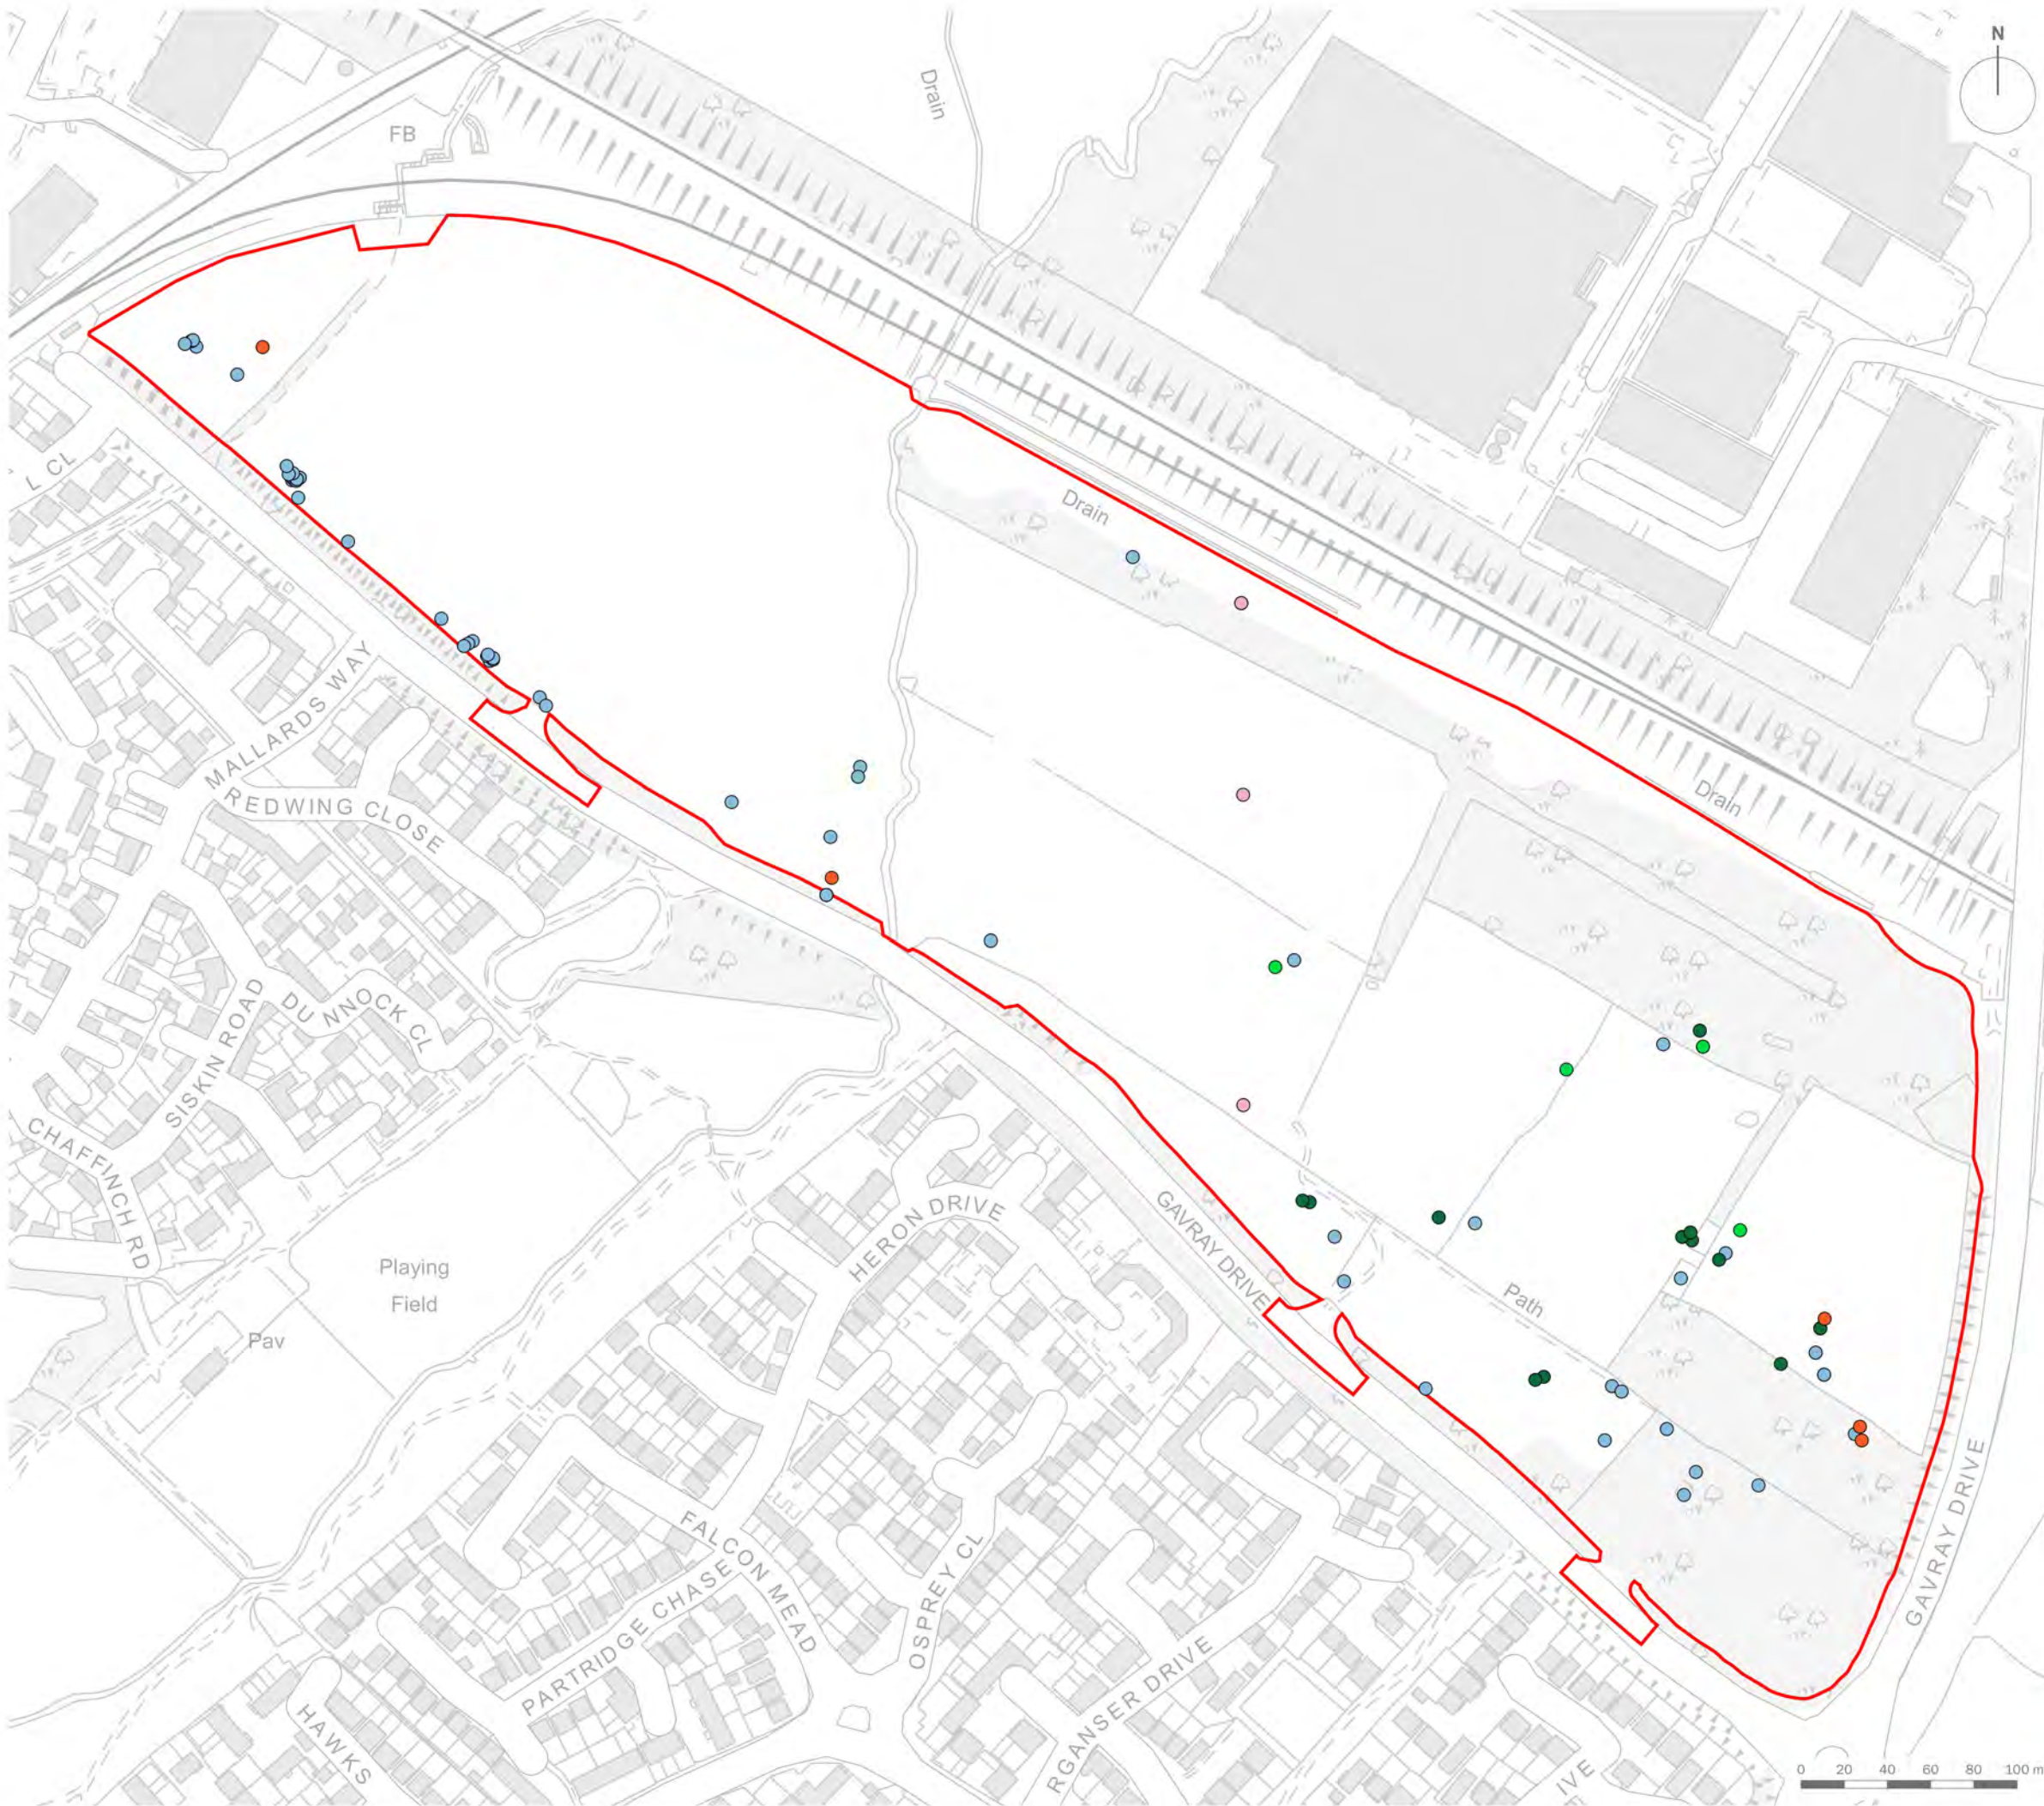 N
Drain
FB
L CL
Drain
MALLARDS WAY
REDWING CLOSE
Drain
SISKIN ROAD
DUNNOCK CL
CHAFFINCH RD
HERON DRIVE
GAVRAY DRIVE
Playing
Field
Path
Pav
FALCON MEAD
PARTRIDGE CHASE
OSPREY CL
GAVRAY DRIVE
HAWKS
RGANSER DRIVE
IVE
0 20 40 60 80 100 m